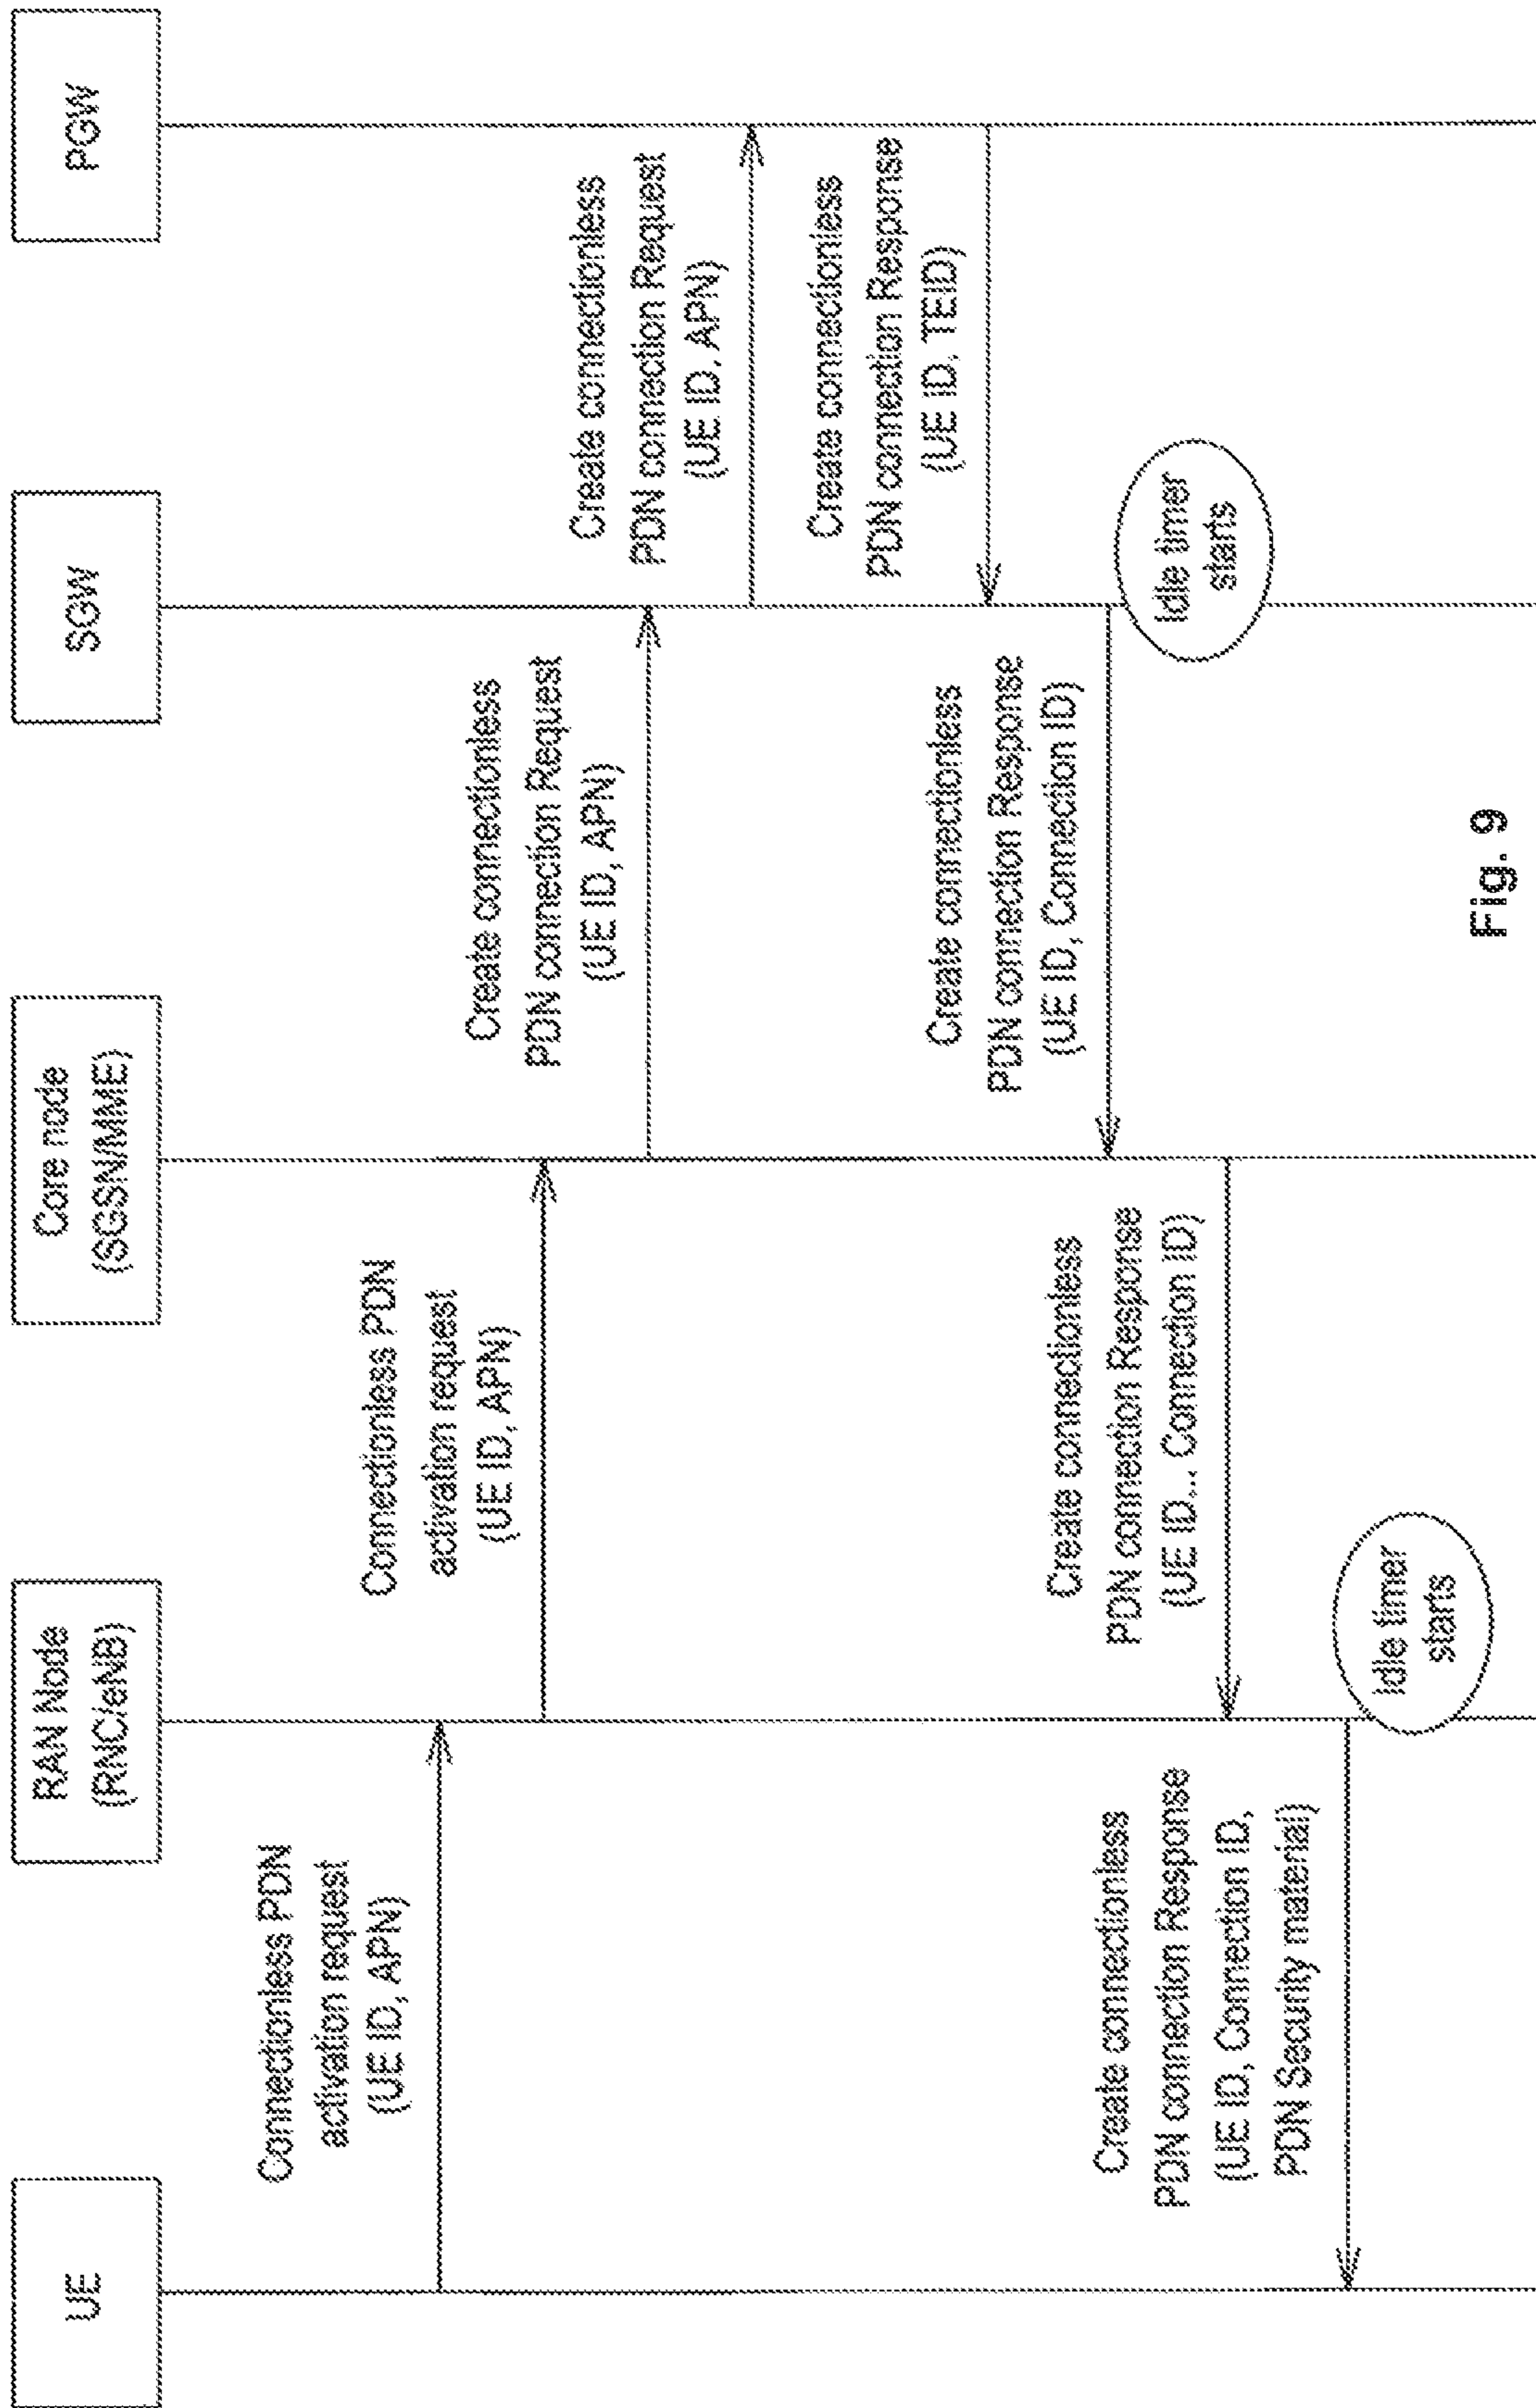 UE
RAN Node
(RNC/eNB)
Core node
(SGSN/MME)
SGW
PGW
Connectionless PDN
activation request
(UE ID, APN)
Connectionless PDN
activation request
(UE ID, APN)
Create connectionless
PDN connection Request
(UE ID, APN)
Create connectionless
PDN connection Request
(UE ID, APN)
Create connectionless
PDN connection Response
(UE ID, TEID)
Create connectionless
PDN connection Response
(UE ID, Connection ID)
Idle timer
starts
Create connectionless
PDN connection Response
(UE ID... Connection ID)
Create connectionless
PDN connection Response
(UE ID, Connection ID,
PDN Security material)
Idle timer
starts
Fig. 9